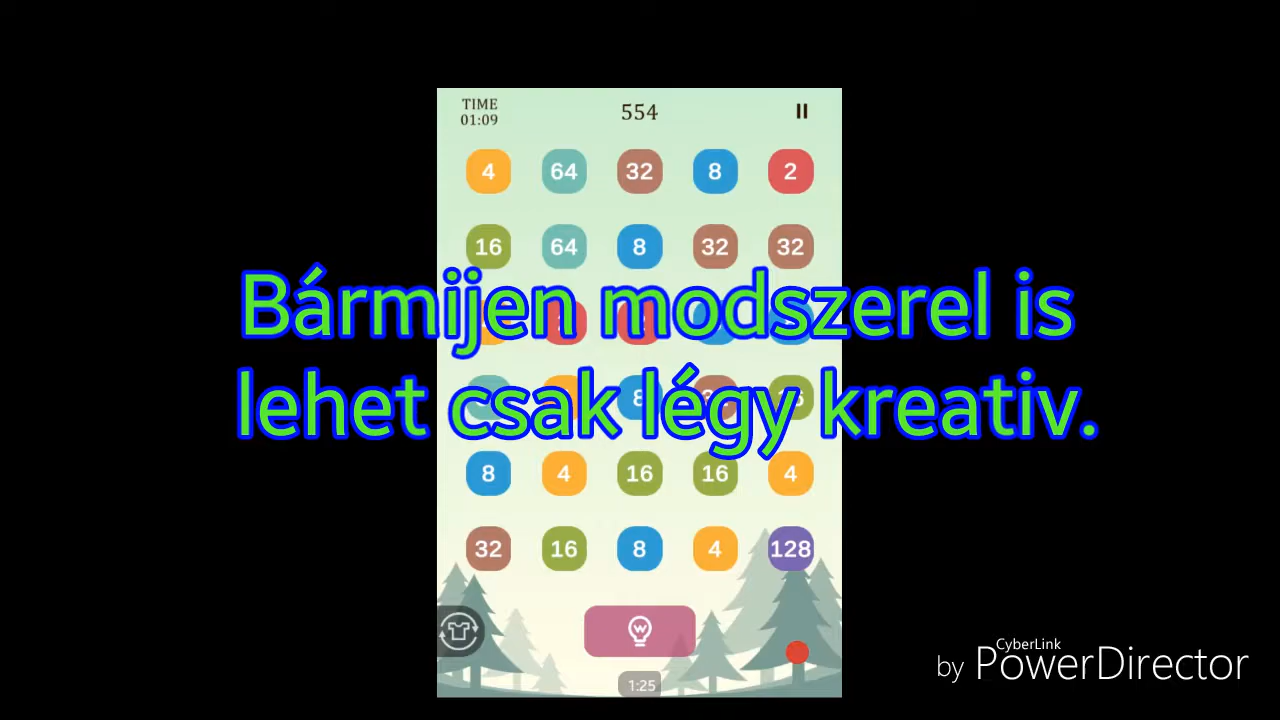 TIME
01:09
554
4 64 32 8 2
16 64 8 32 32
Bármijen modszerel is
lehet csak légy kreativ.
8 4 16 16 4
32 16 8 4 128
1:25
CyberLink
by PowerDirector